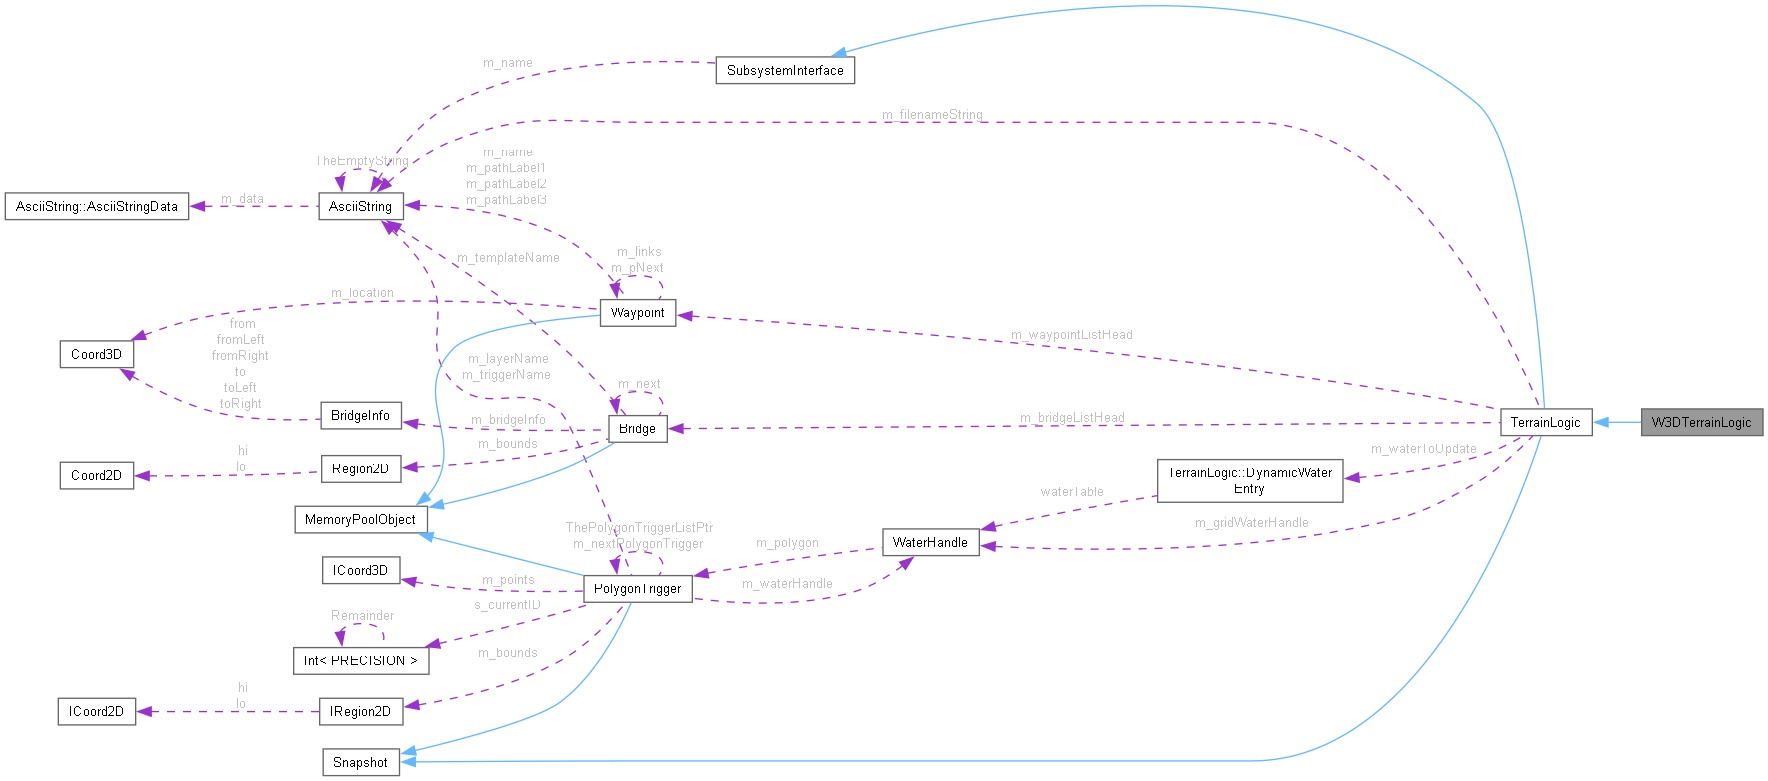 m_name
SubsystemInterface
m_filenameString
TheEmptyString
m_name
m_pathLabel1
m_pathLabel2
m_pathLabel3
AsciiString::AsciiStringData
m_data
AsciiString
m_templateName
m_links
m_pNext
m_location
Waypoint
from
fromLeft
fromRight
to
toLeft
toRight
Coord3D
m_waypointListHead
m_layerName
m_triggerName
m_next
BridgeInfo
m_bridgeInfo
Bridge
m_bridgeListHead
TerrainLogic
W3DTerrainLogic
m_bounds
hi
lo
Coord2D
Region2D
m_waterToUpdate
TerrainLogic::DynamicWater
Entry
waterTable
MemoryPoolObject
ThePolygonTriggerListPtr
m_nextPolygonTrigger
m_polygon
WaterHandle
m_gridWaterHandle
ICoord3D
m_points
PolygonTrigger
m_waterHandle
s_currentID
Remainder
Int< PRECISION >
m_bounds
hi
lo
ICoord2D
IRegion2D
Snapshot